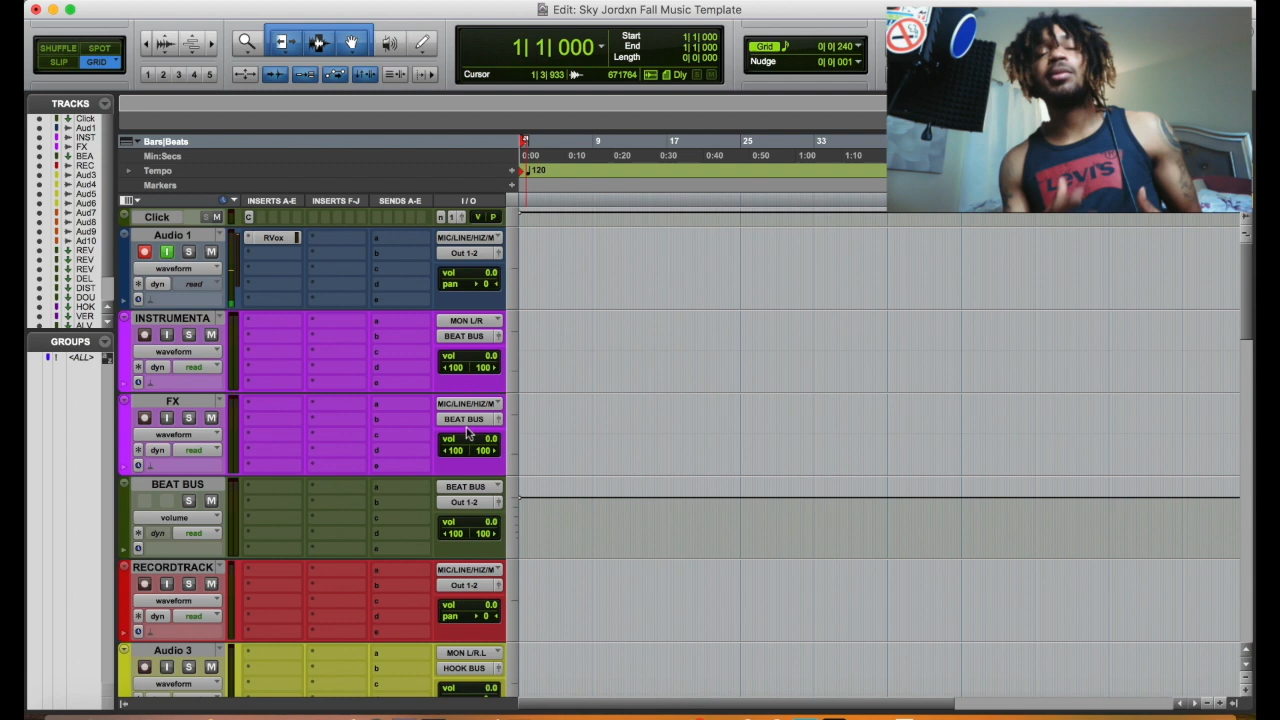 Edit: Sky Jordxn Fall Music Template
SHUFFLE SPOT
SLIP GRID
1 2 3 4 5
1| 1| 000
Start 1| 1| 000
End 1| 1| 000
Length 0| 0| 000
Cursor 1| 3| 933 671764 Dly
Grid 0| 0| 240
Nudge 0| 0| 001
TRACKS
Click
Aud1
INST
FX
BEA
REC
Aud3
Aud4
Aud5
Aud6
Aud7
Aud8
Aud9
Ad10
REV
REV
REV
DEL
DIST
DOU
HOK
VER
GROUPS
! <ALL>
Bars|Beats 9 17 25 33
Min:Secs 0:00 0:10 0:20 0:30 0:40 0:50 1:00 1:10
Tempo 120
Markers
INSERTS A-E INSERTS F-J SENDS A-E I / O
Click S M C n 1 V P
Audio 1 RVox a MIC/LINE/HIZ/M
I S M b Out 1-2
waveform c vol 0.0
dyn read d pan 0
e
INSTRUMENTA a MON L/R
I S M b BEAT BUS
waveform c vol 0.0
dyn read d 100 100
e
FX a MIC/LINE/HIZ/M
I S M b BEAT BUS
waveform c vol 0.0
dyn read d 100 100
e
BEAT BUS a BEAT BUS
S M b Out 1-2
volume c vol 0.0
dyn read d 100 100
e
RECORDTRACK a MIC/LINE/HIZ/M
I S M b Out 1-2
waveform c vol 0.0
dyn read d pan 0
e
Audio 3 a MON L/R.L
I S M b HOOK BUS
waveform c vol 0.0
Levi's